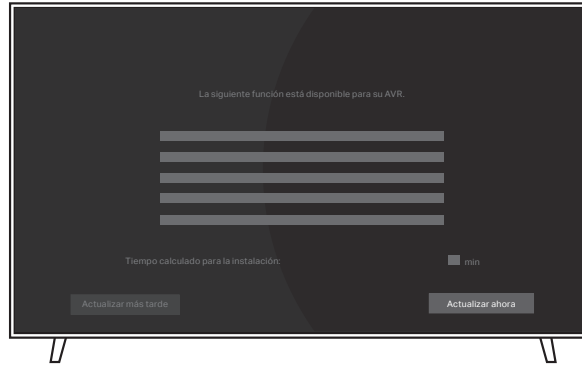 La siguiente función está disponible para su AVR.
Tiempo calculado para la instalación: min
Actualizar más tarde Actualizar ahora